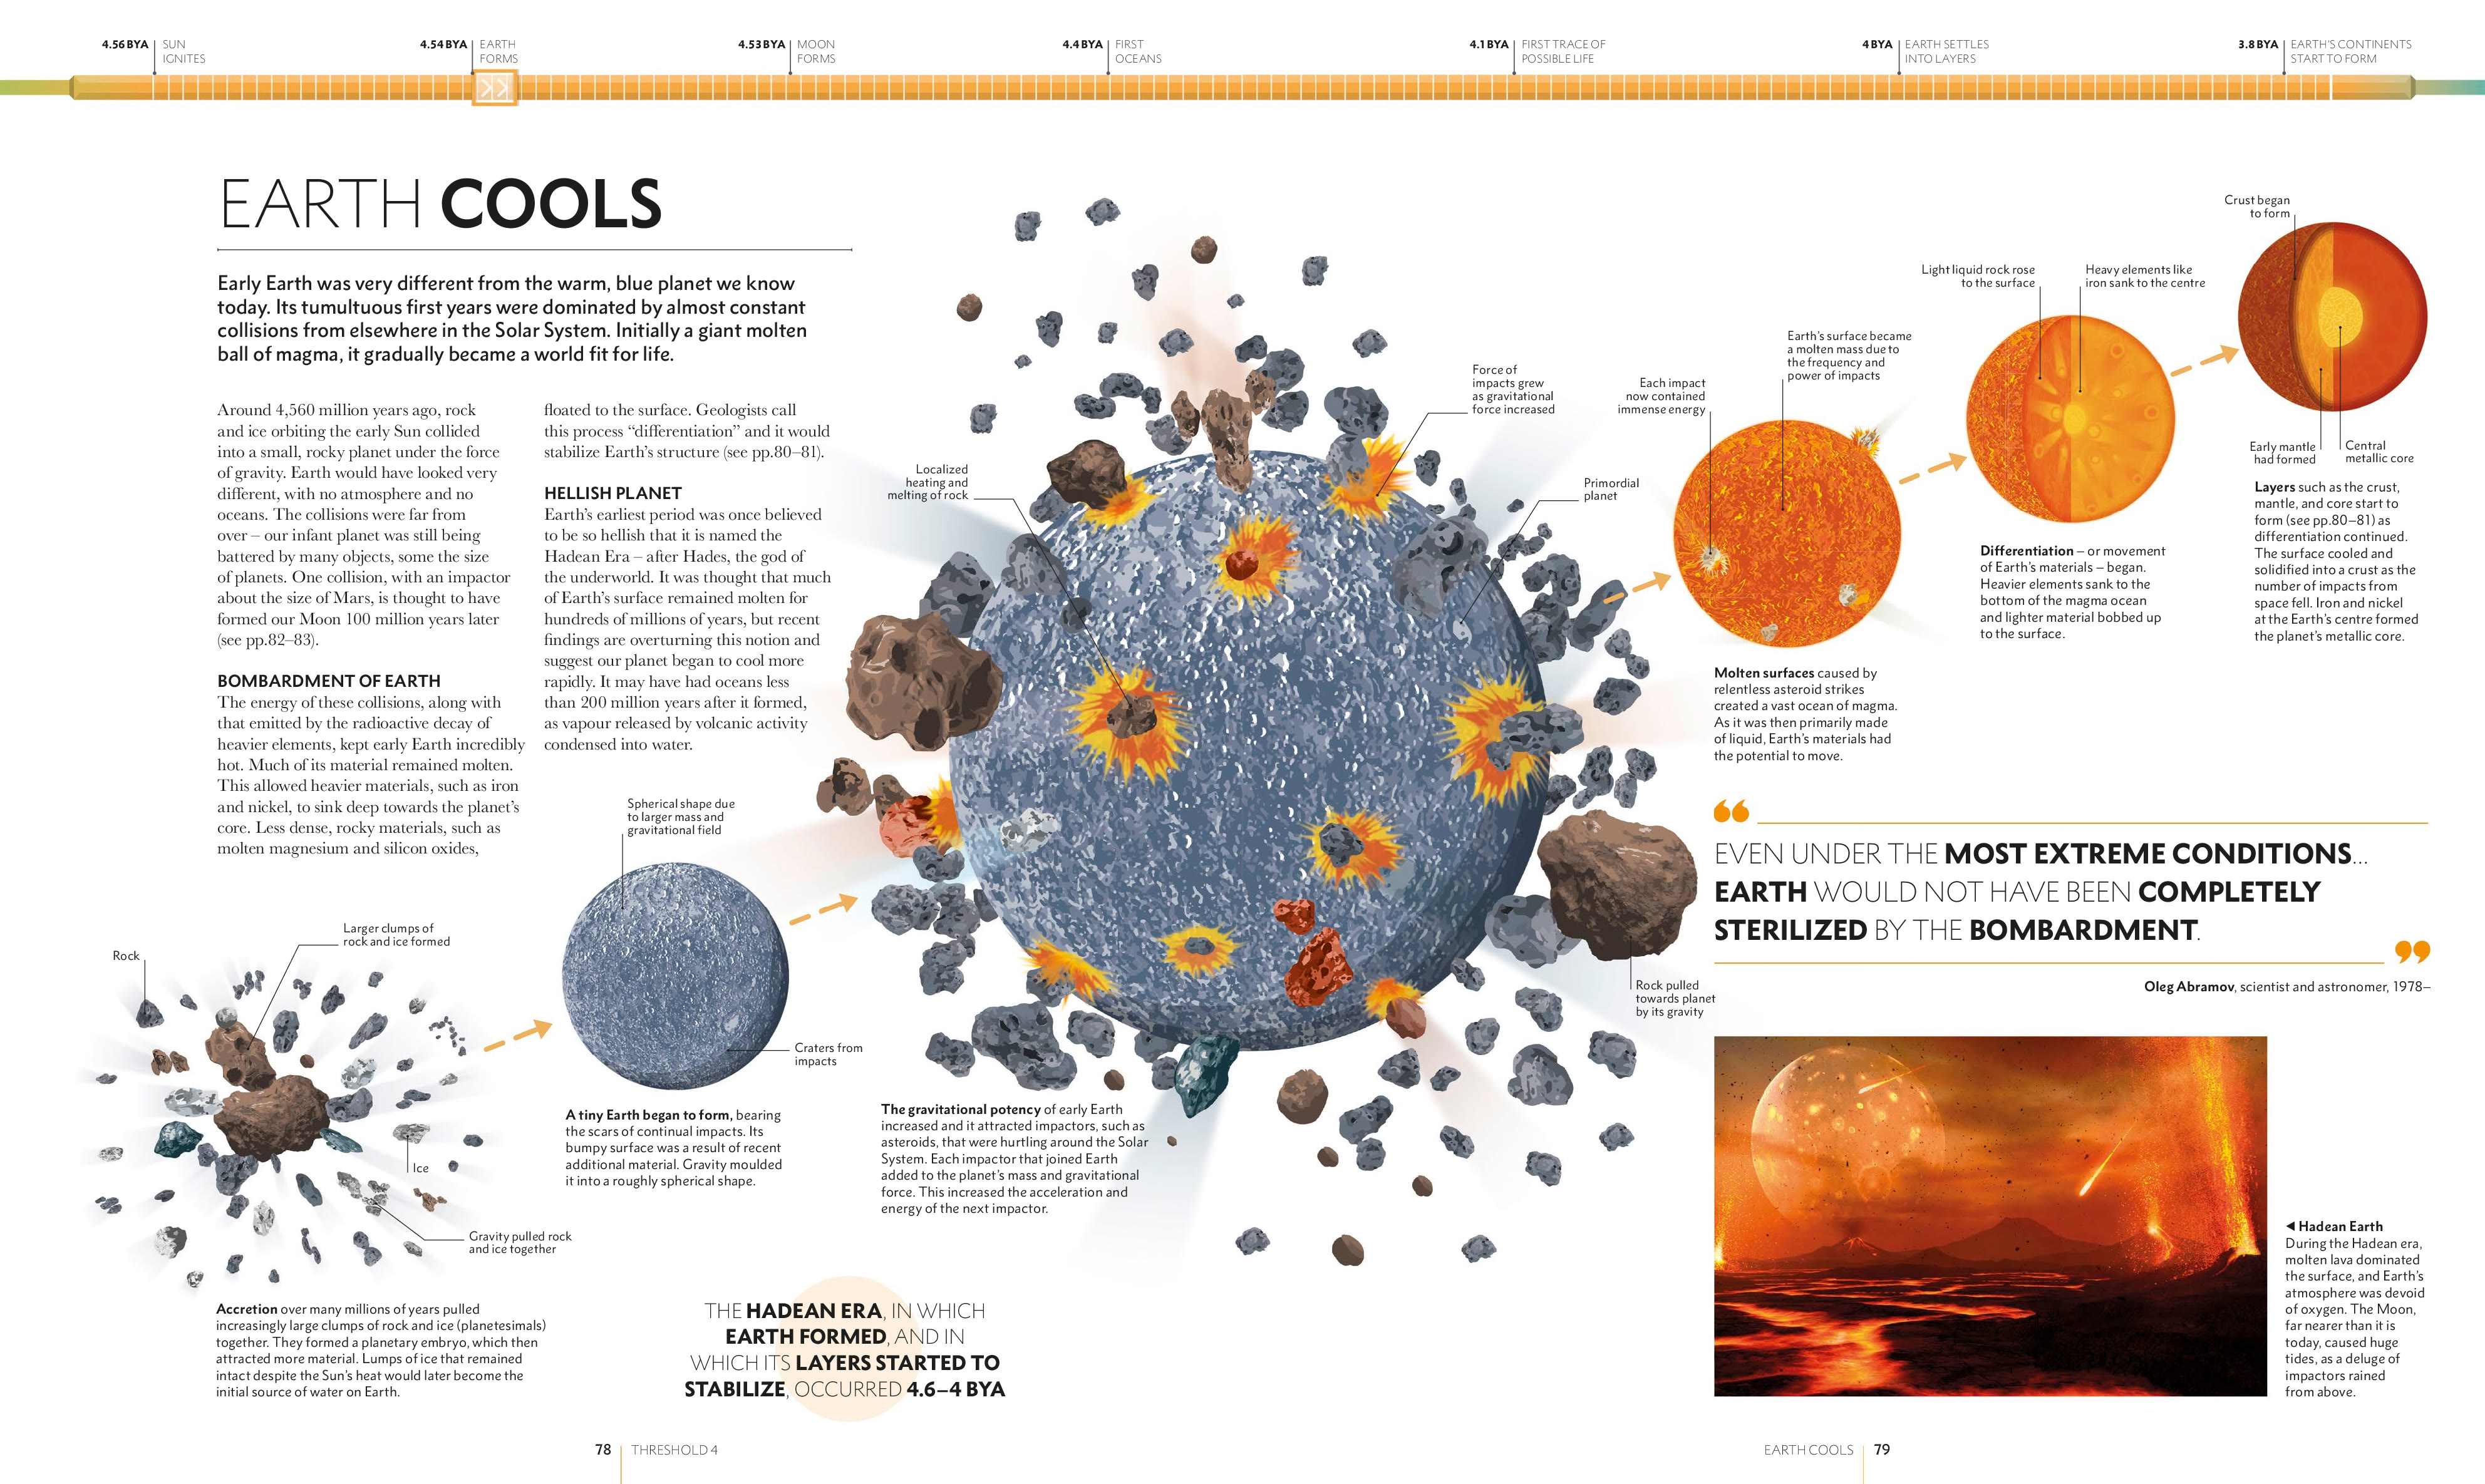 4.56 BYA
SUN
IGNITES
4.54 BYA
EARTH
FORMS
4.53 BYA
MOON
FORMS
4.4 BYA
FIRST
OCEANS
4.1 BYA
FIRST TRACE OF
POSSIBLE LIFE
4 BYA
EARTH SETTLES
INTO LAYERS
3.8 BYA
EARTH'S CONTINENTS
START TO FORM
EARTH COOLS
Early Earth was very different from the warm, blue planet we know
today. Its tumultuous first years were dominated by almost constant
collisions from elsewhere in the Solar System. Initially a giant molten
ball of magma, it gradually became a world fit for life.
Around 4,560 million years ago, rock
and ice orbiting the early Sun collided
into a small, rocky planet under the force
of gravity. Earth would have looked very
different, with no atmosphere and no
oceans. The collisions were far from
over – our infant planet was still being
battered by many objects, some the size
of planets. One collision, with an impactor
about the size of Mars, is thought to have
formed our Moon 100 million years later
(see pp.82–83).
BOMBARDMENT OF EARTH
The energy of these collisions, along with
that emitted by the radioactive decay of
heavier elements, kept early Earth incredibly
hot. Much of its material remained molten.
This allowed heavier materials, such as iron
and nickel, to sink deep towards the planet's
core. Less dense, rocky materials, such as
molten magnesium and silicon oxides,
floated to the surface. Geologists call
this process “differentiation” and it would
stabilize Earth's structure (see pp.80–81).
HELLISH PLANET
Earth's earliest period was once believed
to be so hellish that it is named the
Hadean Era – after Hades, the god of
the underworld. It was thought that much
of Earth's surface remained molten for
hundreds of millions of years, but recent
findings are overturning this notion and
suggest our planet began to cool more
rapidly. It may have had oceans less
than 200 million years after it formed,
as vapour released by volcanic activity
condensed into water.
Rock
Larger clumps of
rock and ice formed
Ice
Gravity pulled rock
and ice together
Accretion over many millions of years pulled
increasingly large clumps of rock and ice (planetesimals)
together. They formed a planetary embryo, which then
attracted more material. Lumps of ice that remained
intact despite the Sun's heat would later become the
initial source of water on Earth.
Spherical shape due
to larger mass and
gravitational field
Craters from
impacts
A tiny Earth began to form, bearing
the scars of continual impacts. Its
bumpy surface was a result of recent
additional material. Gravity moulded
it into a roughly spherical shape.
Localized
heating and
melting of rock
Force of
impacts grew
as gravitational
force increased
Primordial
planet
Rock pulled
towards planet
by its gravity
The gravitational potency of early Earth
increased and it attracted impactors, such as
asteroids, that were hurtling around the Solar
System. Each impactor that joined Earth
added to the planet's mass and gravitational
force. This increased the acceleration and
energy of the next impactor.
THE HADEAN ERA, IN WHICH
EARTH FORMED, AND IN
WHICH ITS LAYERS STARTED TO
STABILIZE, OCCURRED 4.6–4 BYA
Each impact
now contained
immense energy
Earth's surface became
a molten mass due to
the frequency and
power of impacts
Molten surfaces caused by
relentless asteroid strikes
created a vast ocean of magma.
As it was then primarily made
of liquid, Earth's materials had
the potential to move.
Light liquid rock rose
to the surface
Heavy elements like
iron sank to the centre
Differentiation – or movement
of Earth's materials – began.
Heavier elements sank to the
bottom of the magma ocean
and lighter material bobbed up
to the surface.
Crust began
to form
Early mantle
had formed
Central
metallic core
Layers such as the crust,
mantle, and core start to
form (see pp.80–81) as
differentiation continued.
The surface cooled and
solidified into a crust as the
number of impacts from
space fell. Iron and nickel
at the Earth's centre formed
the planet's metallic core.
“
EVEN UNDER THE MOST EXTREME CONDITIONS...
EARTH WOULD NOT HAVE BEEN COMPLETELY
STERILIZED BY THE BOMBARDMENT.
”
Oleg Abramov, scientist and astronomer, 1978–
◀ Hadean Earth
During the Hadean era,
molten lava dominated
the surface, and Earth's
atmosphere was devoid
of oxygen. The Moon,
far nearer than it is
today, caused huge
tides, as a deluge of
impactors rained
from above.
78 THRESHOLD 4
EARTH COOLS 79